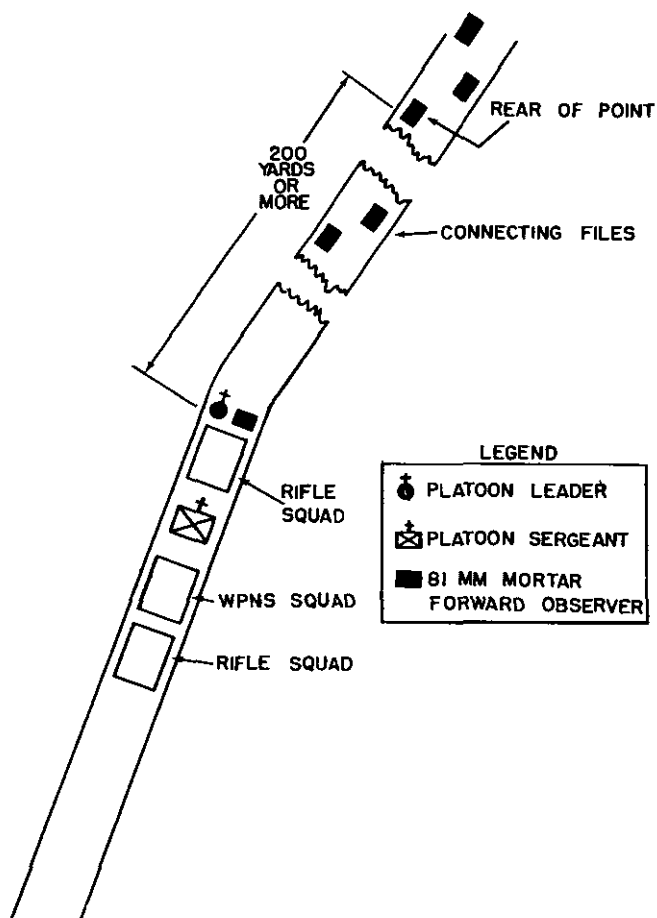 REAR OF POINT
200
YARDS
OR
MORE
CONNECTING FILES
RIFLE
SQUAD
WPNS SQUAD
RIFLE SQUAD
LEGEND
PLATOON LEADER
PLATOON SERGEANT
81 MM MORTAR
FORWARD OBSERVER